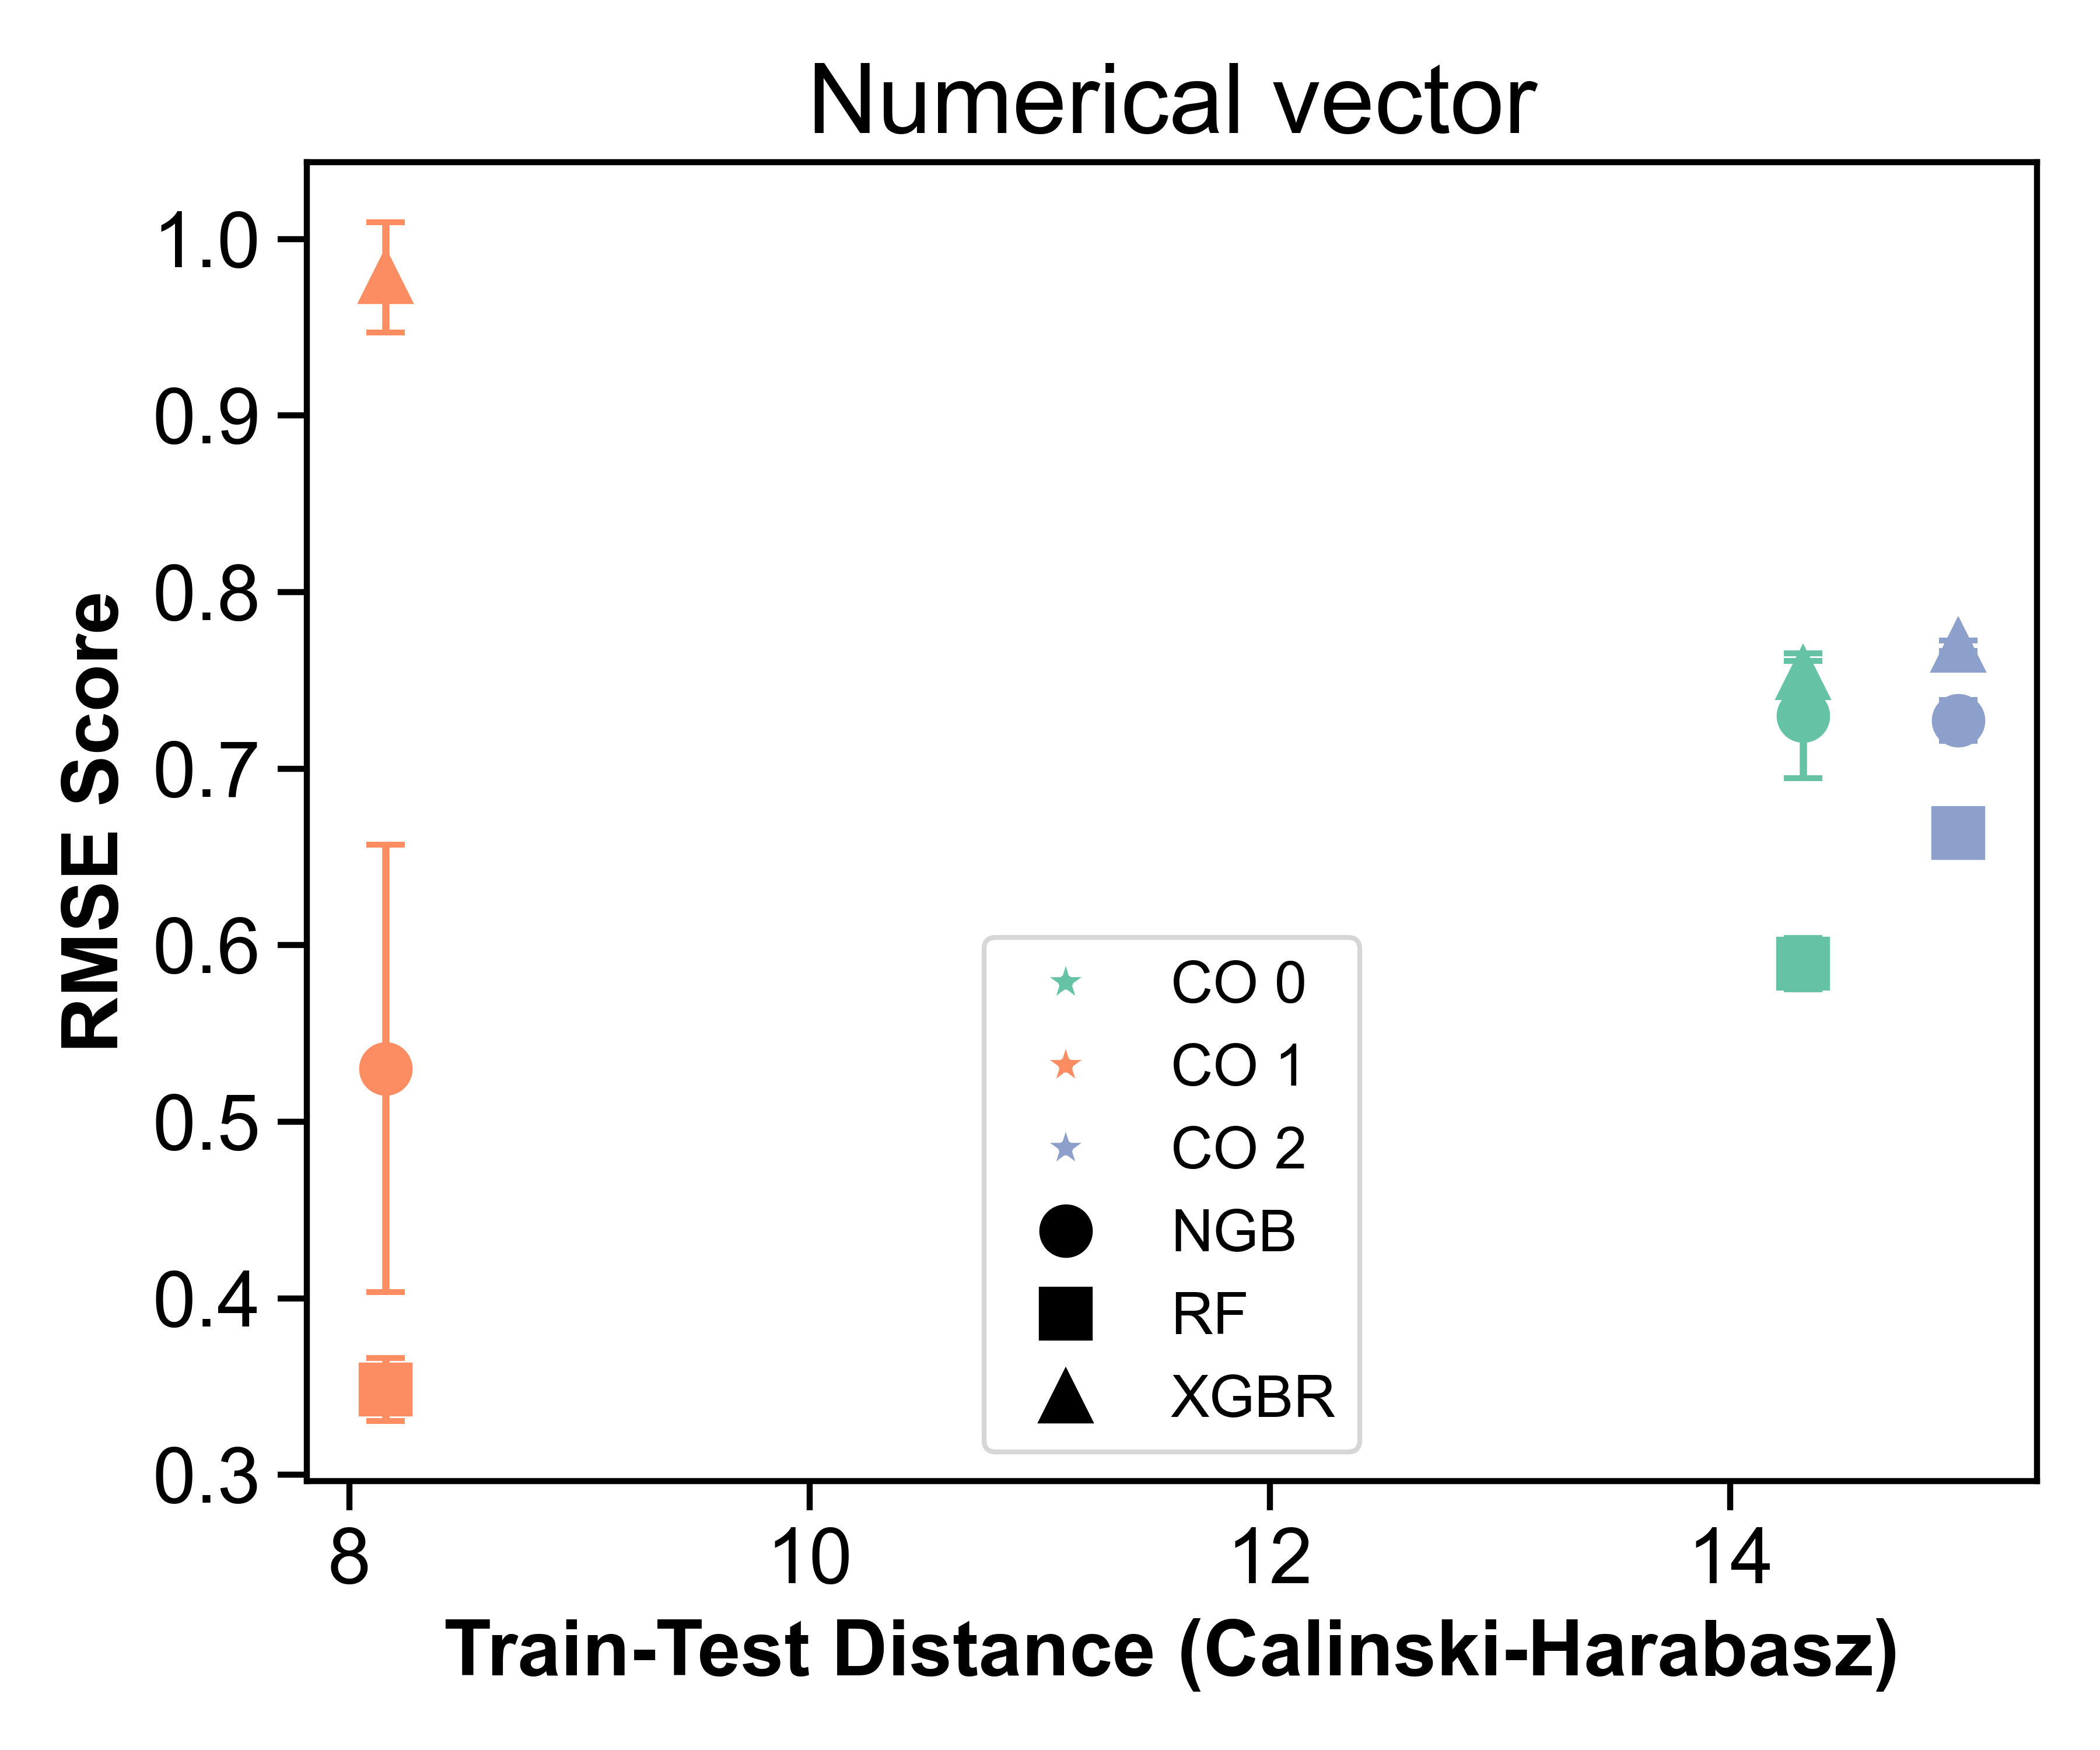 Numerical vector
1.0
0.9
0.8
0.7
0.6
0.5
0.4
0.3
RMSE Score
CO 0
CO 1
CO 2
NGB
RF
XGBR
8 10 12 14
Train-Test Distance (Calinski-Harabasz)